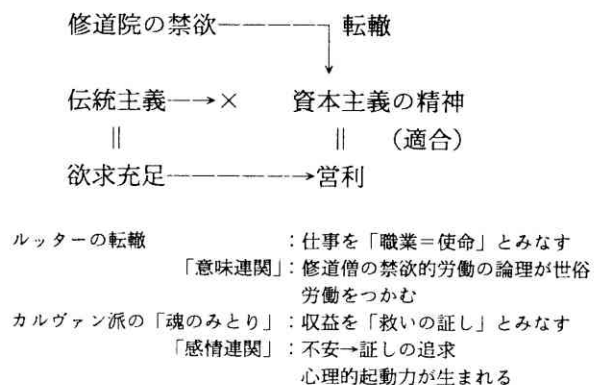 修道院の禁欲――――┐ 転轍
伝統主義―→× 資本主義の精神
‖ ‖ (適合)
欲求充足―――――→営利
ルッターの転轍 :仕事を「職業=使命」とみなす
「意味連関」:修道僧の禁欲的労働の論理が世俗
労働をつかむ
カルヴァン派の「魂のみとり」:収益を「救いの証し」とみなす
「感情連関」:不安→証しの追求
心理的起動力が生まれる